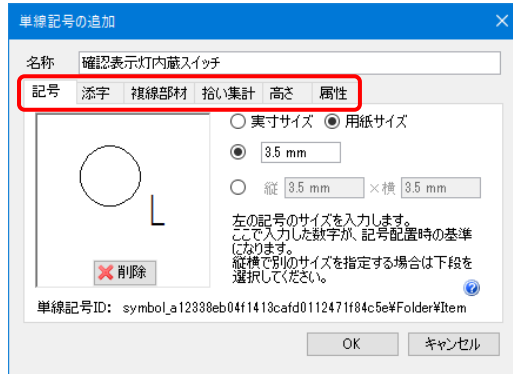 単線記号の追加
名称 確認表示灯内蔵スイッチ
記号 添字 複線部材 拾い集計 高さ 属性
実寸サイズ 用紙サイズ
3.5 mm
縦 3.5 mm ×横 3.5 mm
L
左の記号のサイズを入力します。
ここで入力した数字が、記号配置時の基準
になります。
縦横で別のサイズを指定する場合は下段を
選択してください。
削除
単線記号ID: symbol_a12338eb04f1413cafd0112471f84c5e¥Folder¥Item
OK キャンセル